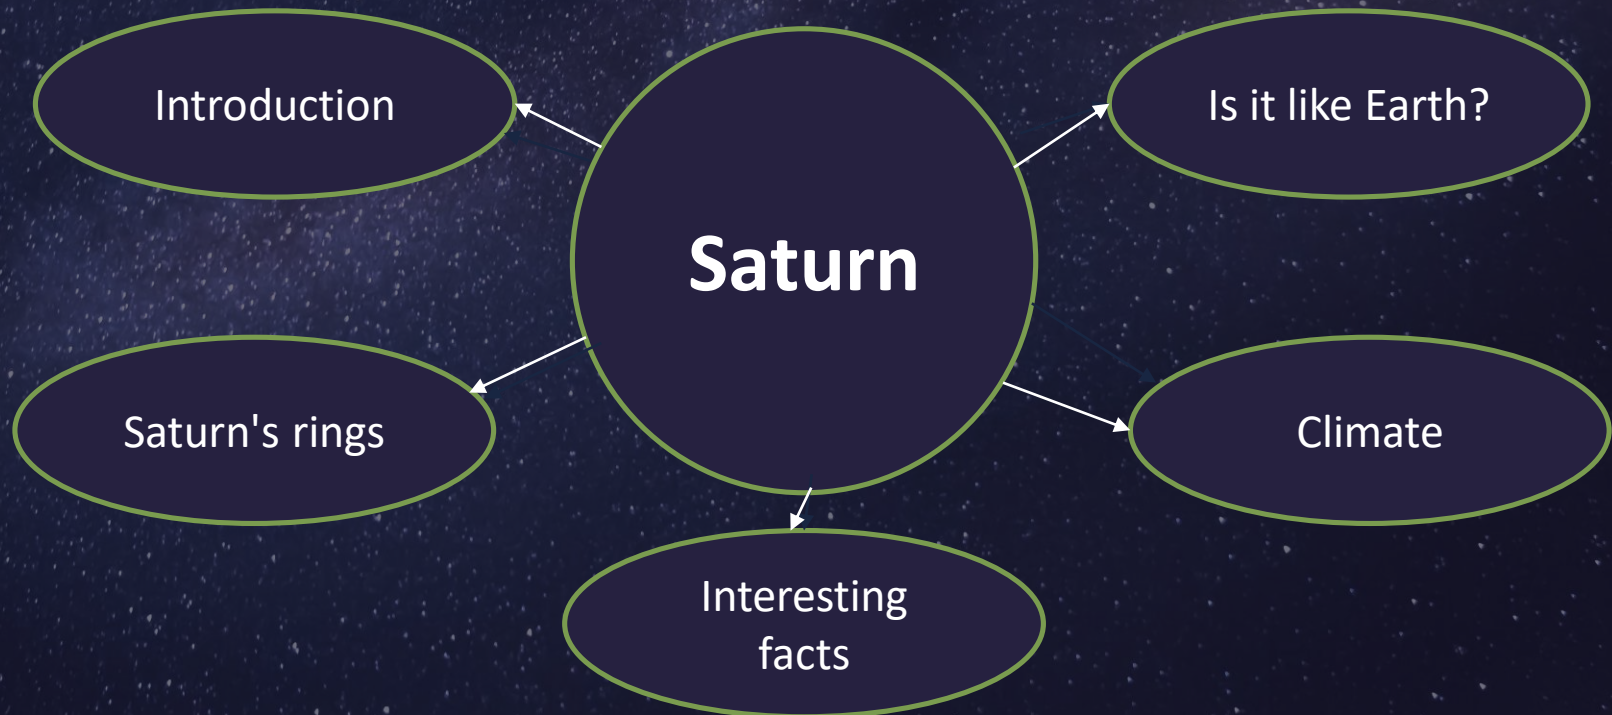 Introduction
Is it like Earth?
Saturn
Saturn's rings
Climate
Interesting
facts